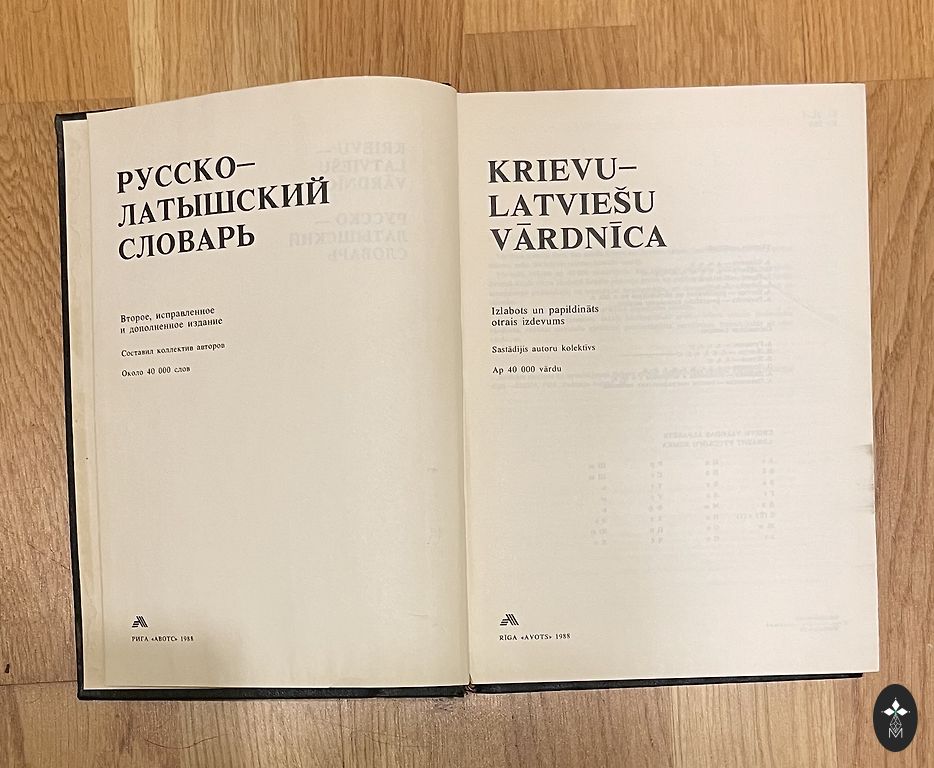 РУССКО—
ЛАТЫШСКИЙ
СЛОВАРЬ
Второе, исправленное
и дополненное издание
Составил коллектив авторов
Около 40 000 слов
РИГА «АВОТС» 1988
KRIEVU—
LATVIEŠU
VĀRDNĪCA
Izlabots un papildināts
otrais izdevums
Sastādījis autoru kolektīvs
Ap 40 000 vārdu
RĪGA «AVOTS» 1988
M